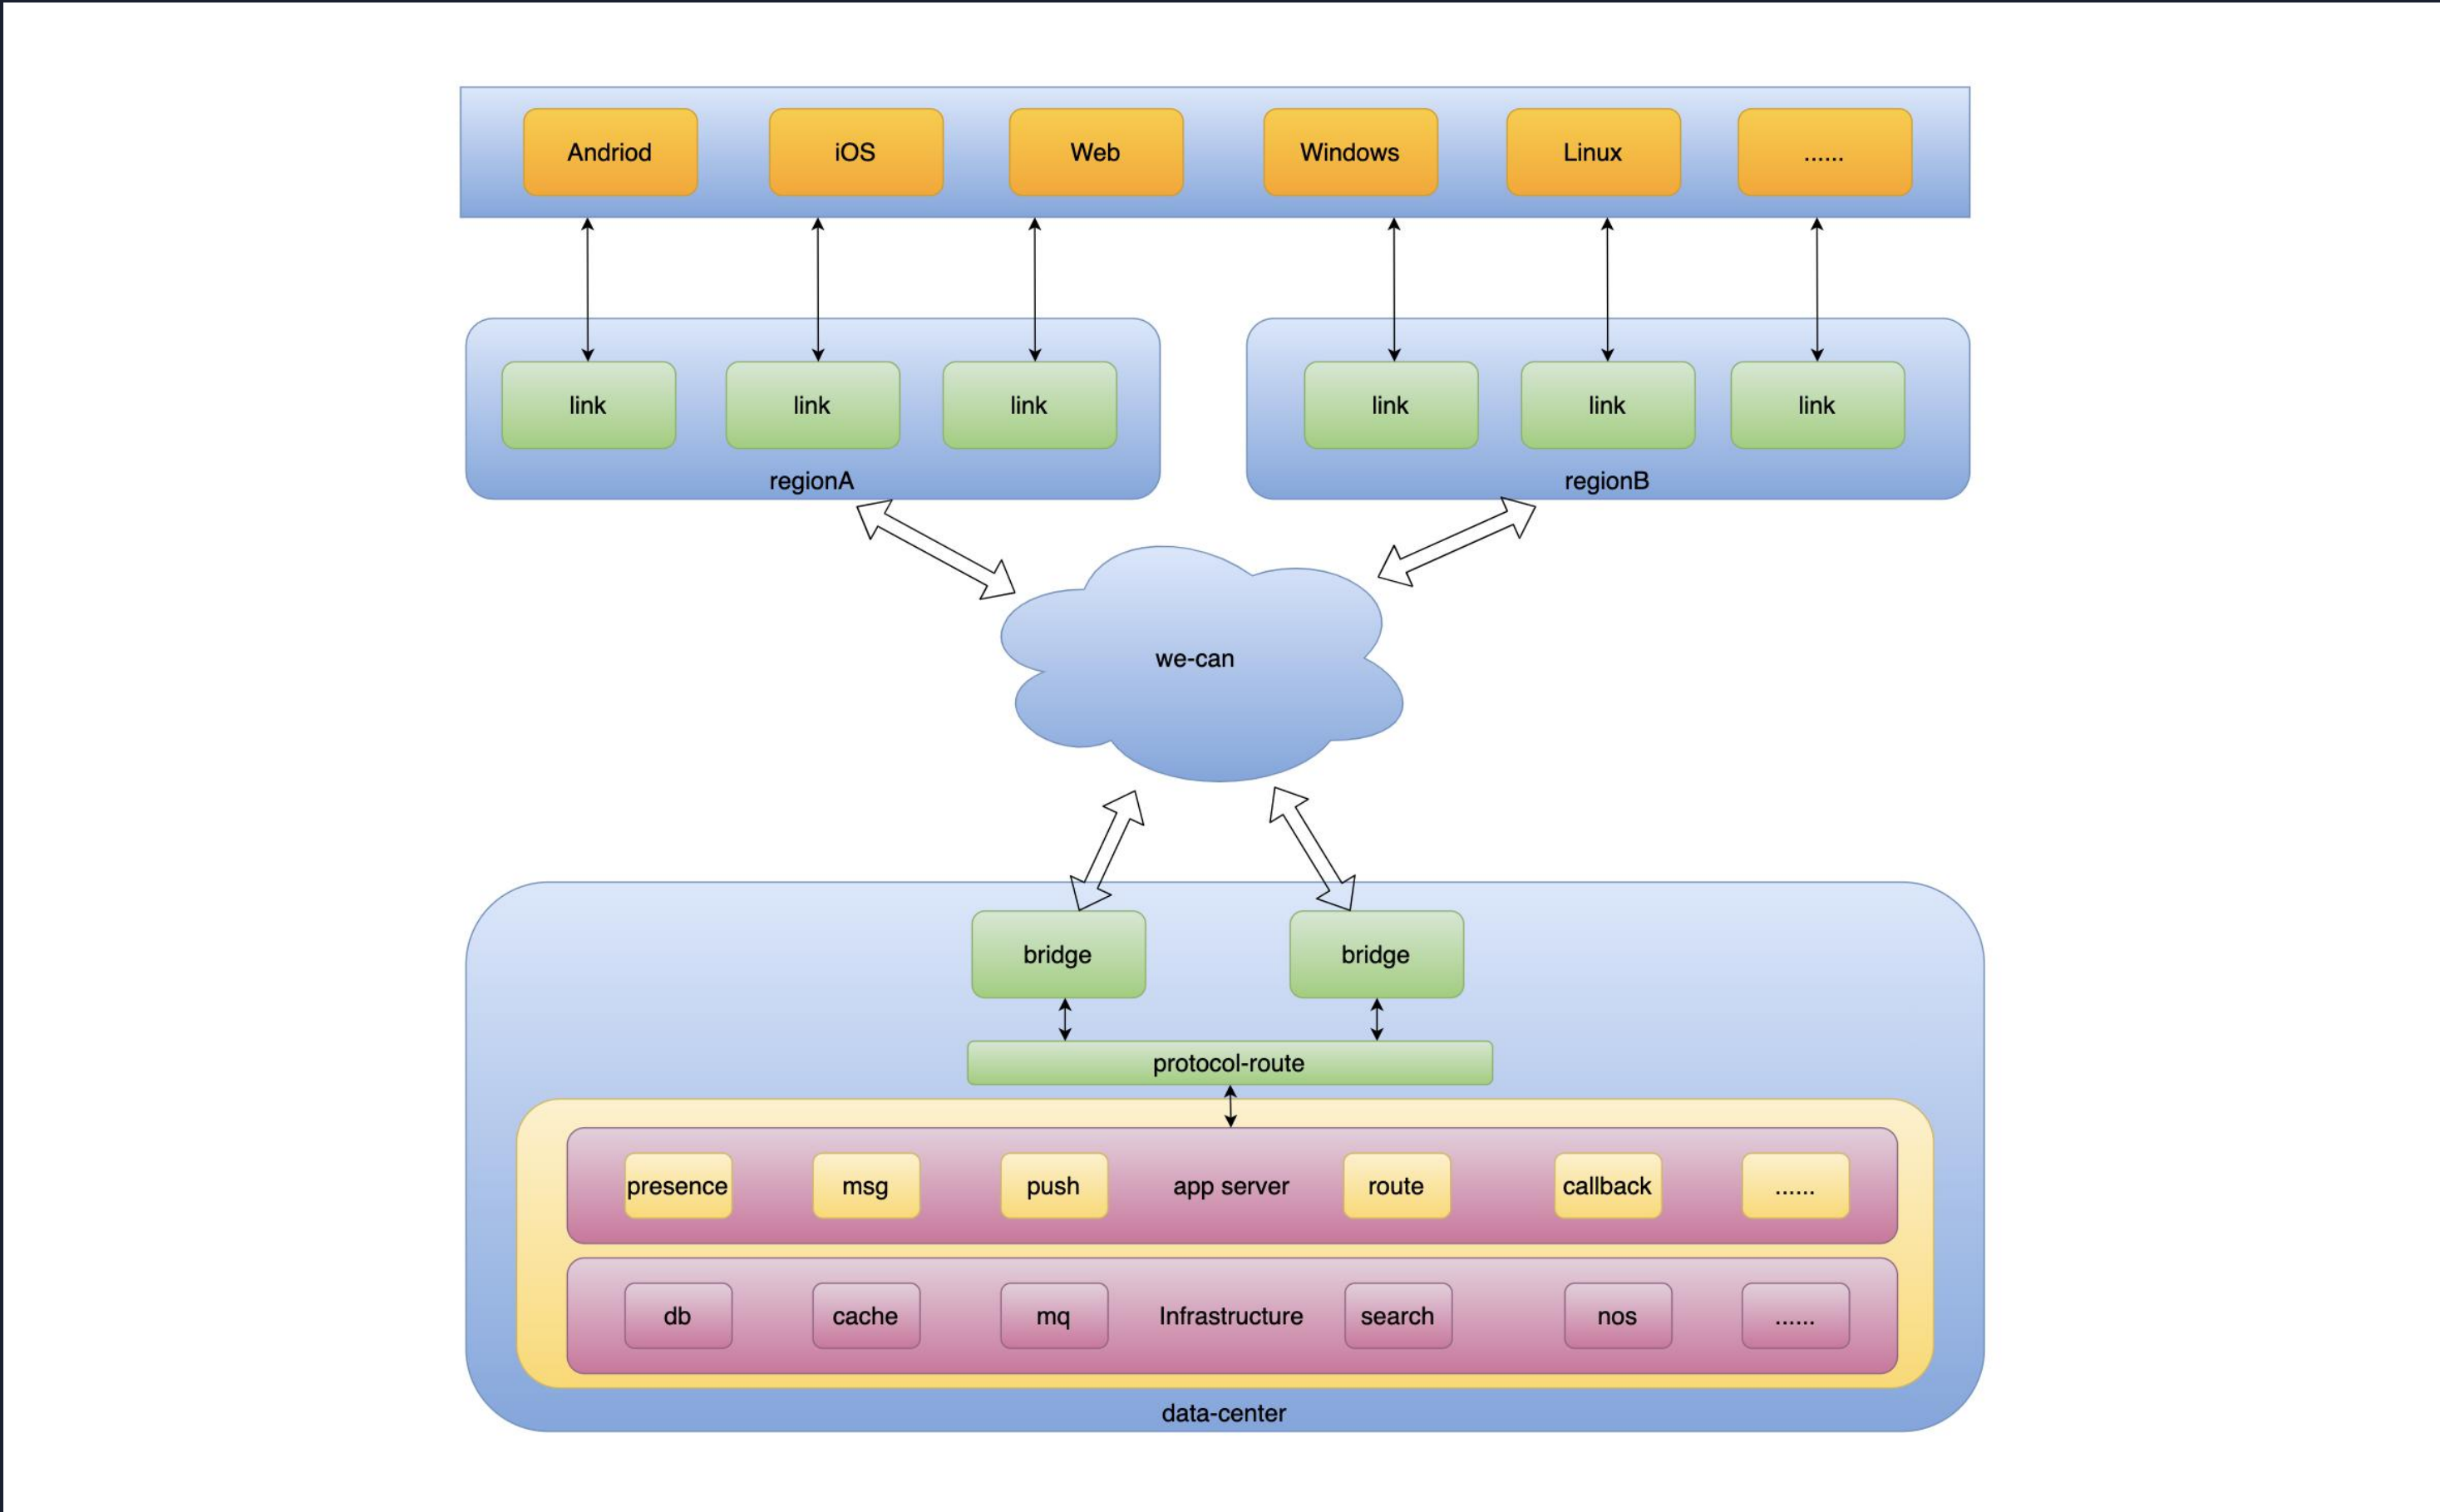 Andriod
iOS
Web
Windows
Linux
......
link
link
link
link
link
link
regionA
regionB
we-can
bridge
bridge
protocol-route
presence
msg
push
app server
route
callback
......
db
cache
mq
Infrastructure
search
nos
......
data-center